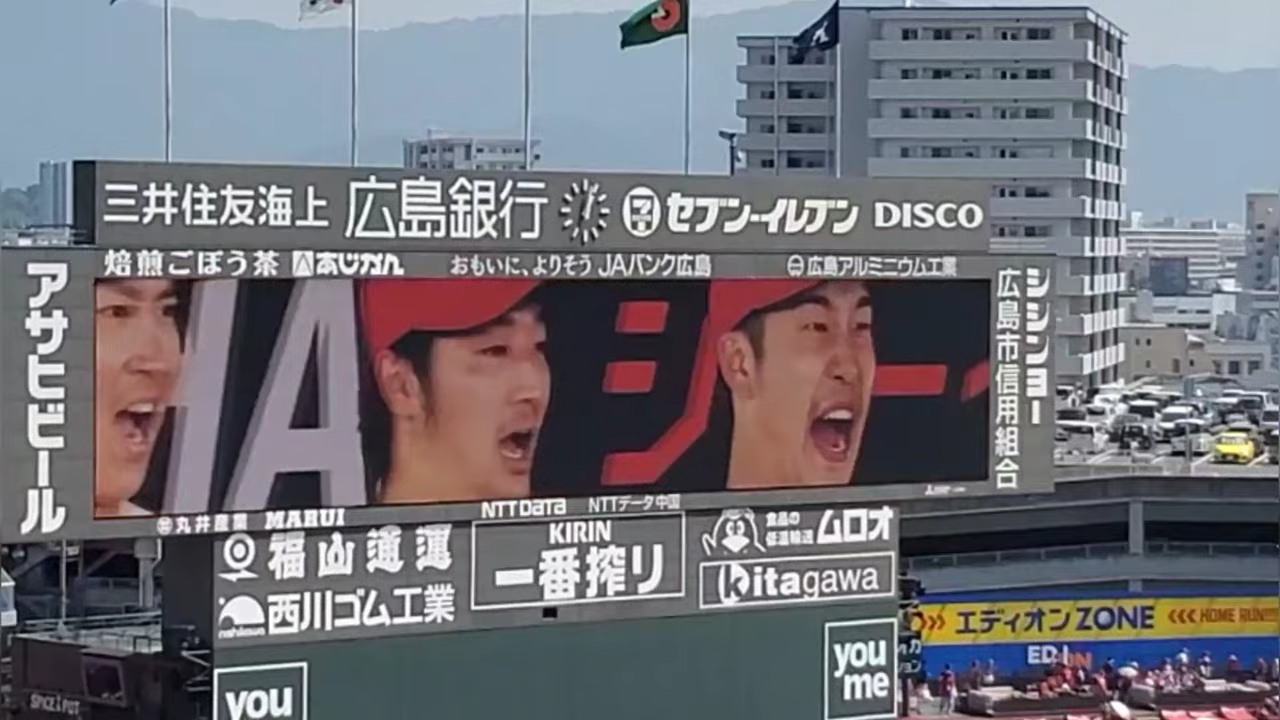 三井住友海上 広島銀行 セブン-イレブン DISCO
焙煎ごぼう茶 あじかん おもいに、よりそう JAバンク広島 広島アルミニウム工業
アサヒビール
シシンヨー
広島市信用組合
丸井産業 MARUI NTT DATA NTTデータ中国
福山通運
KIRIN
一番搾り
食品の
低温輸送 ムロオ
kitagawa
西川ゴム工業
you
you
me
エディオン ZONE <<< HOME RUN